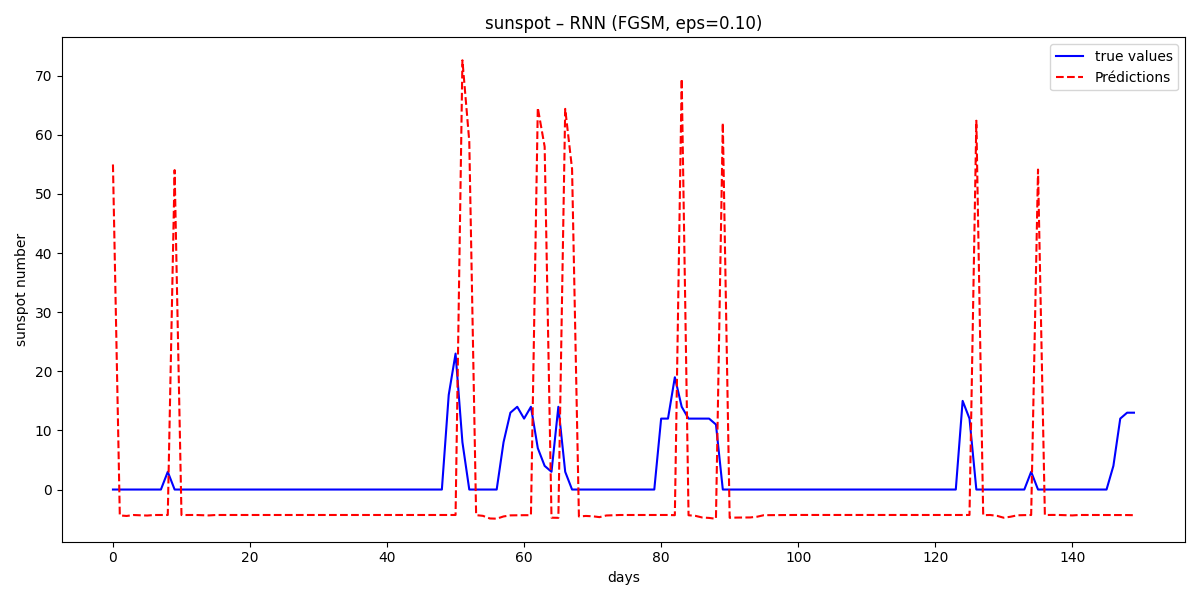 sunspot – RNN (FGSM, eps=0.10)
true values
Prédictions
sunspot number
70
60
50
40
30
20
10
0
0 20 40 60 80 100 120 140
days